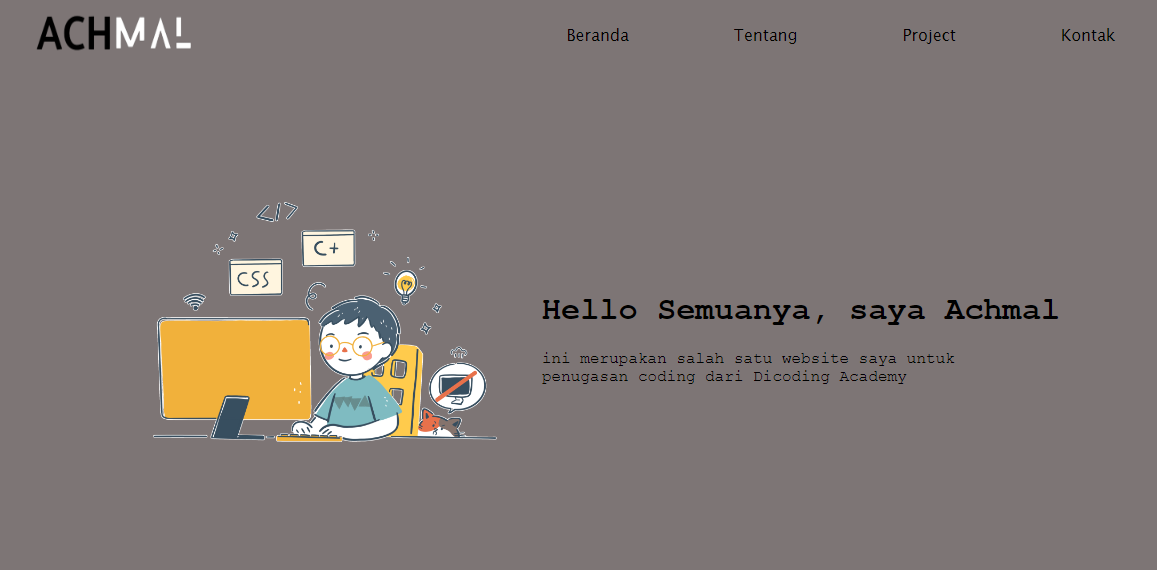 ACHMAL
Beranda
Tentang
Project
Kontak
</>
C+
CSS
Hello Semuanya, saya Achmal
ini merupakan salah satu website saya untuk
penugasan coding dari Dicoding Academy